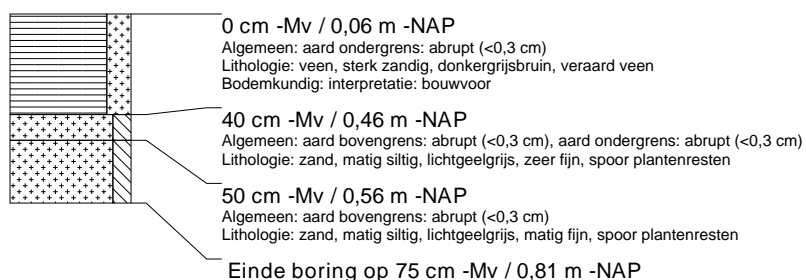 0 cm -Mv / 0,06 m -NAP
Algemeen: aard ondergrens: abrupt (<0,3 cm)
Lithologie: veen, sterk zandig, donkergrijsbruin, veraard veen
Bodemkundig: interpretatie: bouwvoor
40 cm -Mv / 0,46 m -NAP
Algemeen: aard bovengrens: abrupt (<0,3 cm), aard ondergrens: abrupt (<0,3 cm)
Lithologie: zand, matig siltig, lichtgeelgrijs, zeer fijn, spoor plantenresten
50 cm -Mv / 0,56 m -NAP
Algemeen: aard bovengrens: abrupt (<0,3 cm)
Lithologie: zand, matig siltig, lichtgeelgrijs, matig fijn, spoor plantenresten
Einde boring op 75 cm -Mv / 0,81 m -NAP